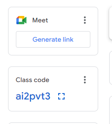 Meet
Generate link
Class code
ai2pvt3